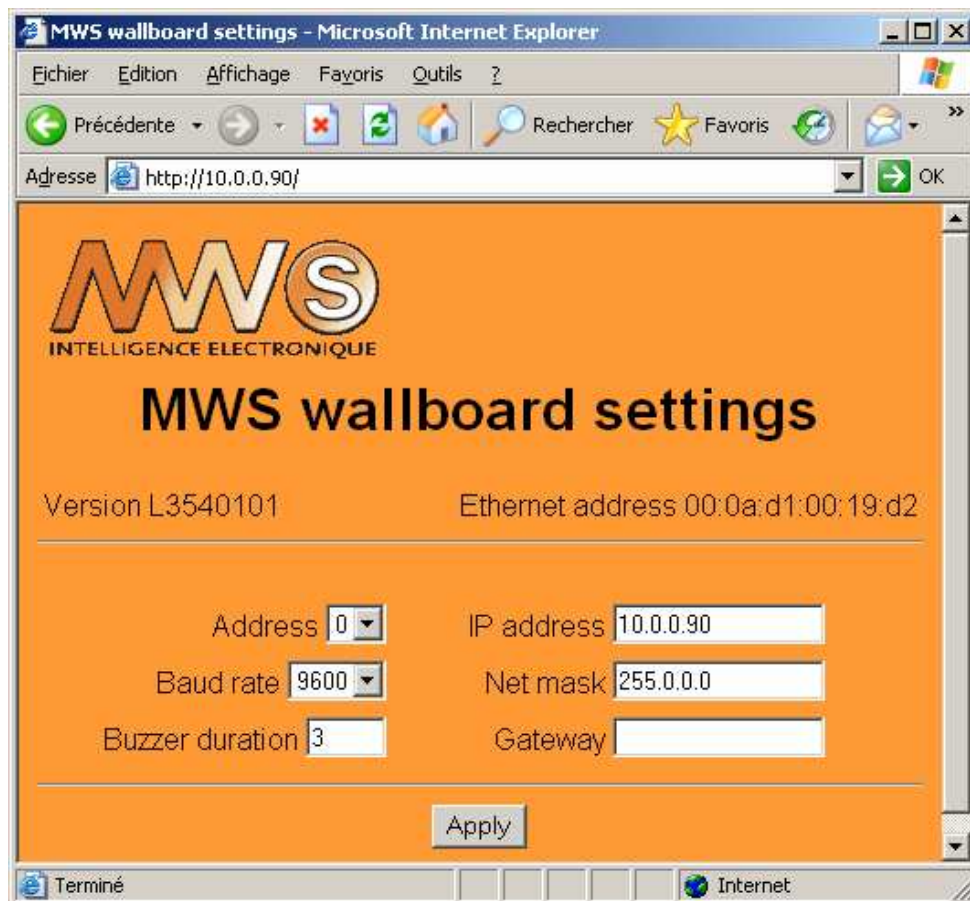 MWS wallboard settings - Microsoft Internet Explorer
Fichier Edition Affichage Favoris Outils ?
Précédente Rechercher Favoris »
Adresse http://10.0.0.90/ OK
MWS
INTELLIGENCE ELECTRONIQUE
MWS wallboard settings
Version L3540101 Ethernet address 00:0a:d1:00:19:d2
Address 0 IP address 10.0.0.90
Baud rate 9600 Net mask 255.0.0.0
Buzzer duration 3 Gateway
Apply
Terminé Internet